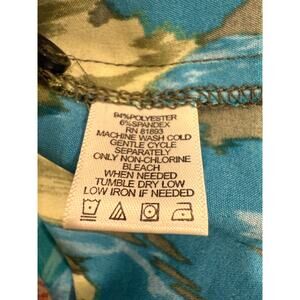 94%POLYESTER
6%SPANDEX
RN 81893
MACHINE WASH COLD
GENTLE CYCLE
SEPARATELY
ONLY NON-CHLORINE
BLEACH
WHEN NEEDED
TUMBLE DRY LOW
LOW IRON IF NEEDED